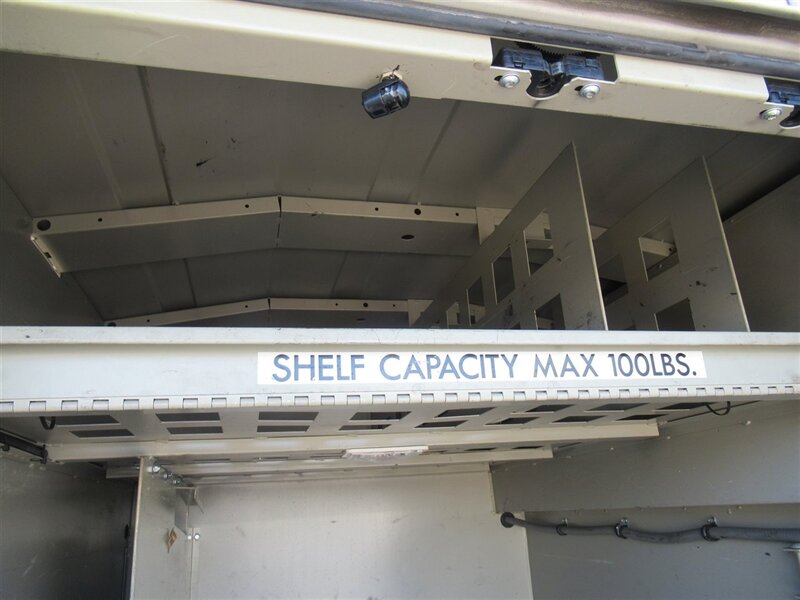 SHELF CAPACITY MAX 100LBS.